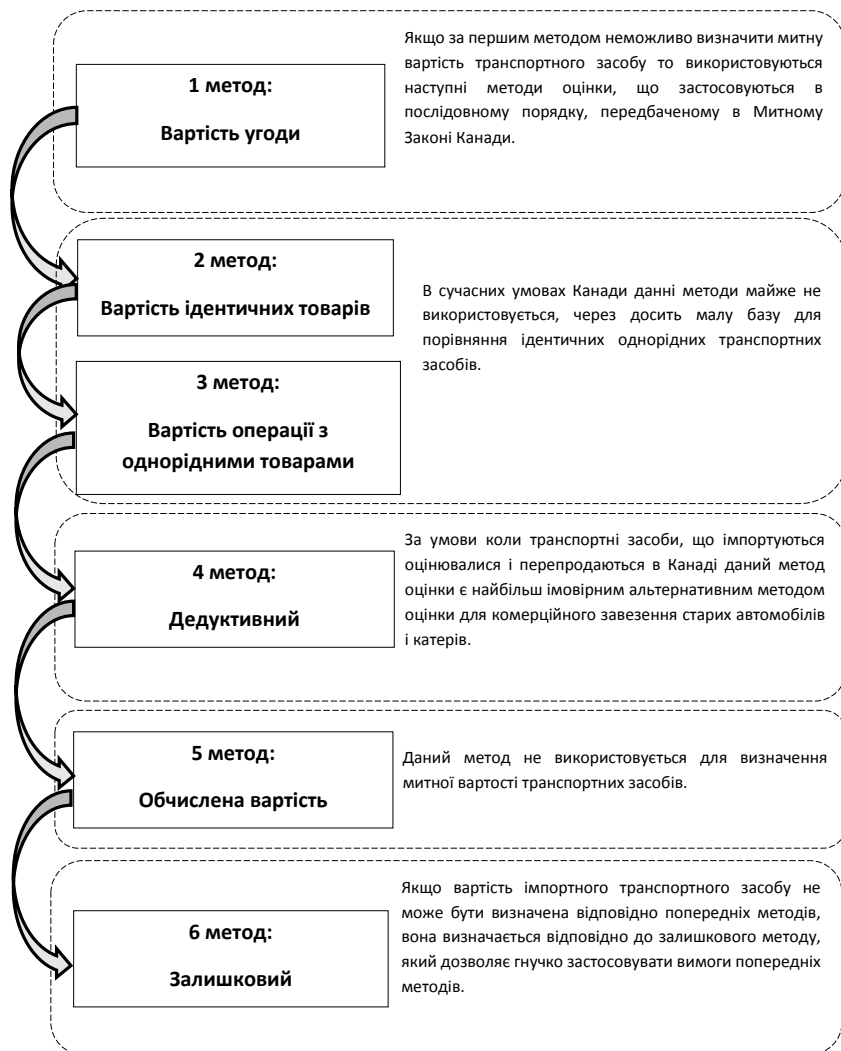 1 метод:
Вартість угоди
Якщо за першим методом неможливо визначити митну
вартість транспортного засобу то використовуються
наступні методи оцінки, що застосовуються в
послідовному порядку, передбаченому в Митному
Законі Канади.
2 метод:
Вартість ідентичних товарів
3 метод:
Вартість операції з
однорідними товарами
В сучасних умовах Канади данні методи майже не
використовується, через досить малу базу для
порівняння ідентичних однорідних транспортних
засобів.
4 метод:
Дедуктивний
За умови коли транспортні засоби, що імпортуються
оцінювалися і перепродаються в Канаді даний метод
оцінки є найбільш імовірним альтернативним методом
оцінки для комерційного завезення старих автомобілів
і катерів.
5 метод:
Обчислена вартість
Даний метод не використовується для визначення
митної вартості транспортних засобів.
6 метод:
Залишковий
Якщо вартість імпортного транспортного засобу не
може бути визначена відповідно попередніх методів,
вона визначається відповідно до залишкового методу,
який дозволяє гнучко застосовувати вимоги попередніх
методів.